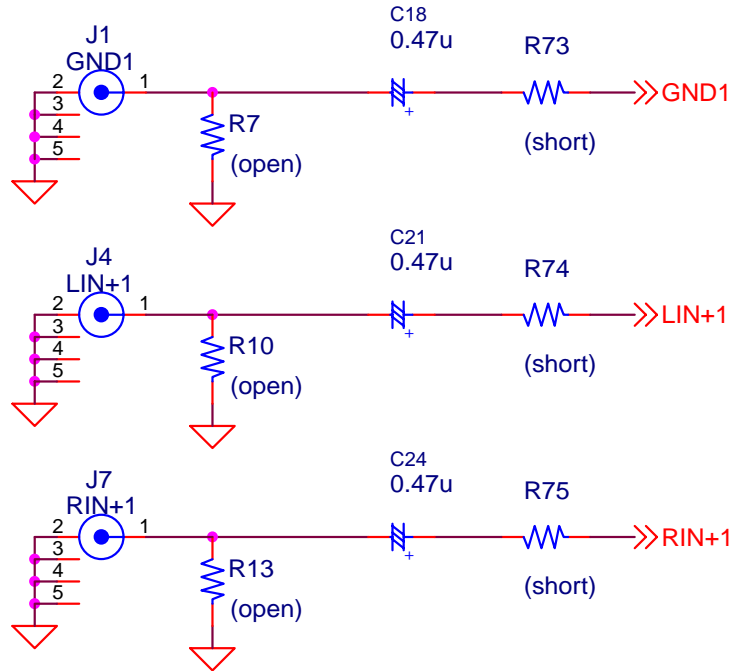 J1
GND1
2
1
3
4
5
R7
(open)
C18
0.47u
+
R73
(short)
GND1
J4
LIN+1
2
1
3
4
5
R10
(open)
C21
0.47u
+
R74
(short)
LIN+1
J7
RIN+1
2
1
3
4
5
R13
(open)
C24
0.47u
+
R75
(short)
RIN+1